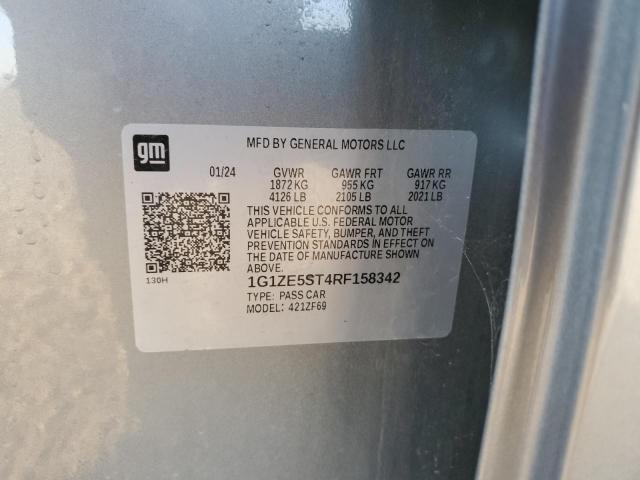 gm
MFD BY GENERAL MOTORS LLC
01/24 GVWR GAWR FRT GAWR RR
1872 KG 955 KG 917 KG
4126 LB 2105 LB 2021 LB
THIS VEHICLE CONFORMS TO ALL
APPLICABLE U.S. FEDERAL MOTOR
VEHICLE SAFETY, BUMPER, AND THEFT
PREVENTION STANDARDS IN EFFECT ON
THE DATE OF MANUFACTURE SHOWN
ABOVE.
130H
1G1ZE5ST4RF158342
TYPE: PASS CAR
MODEL: 421ZF69